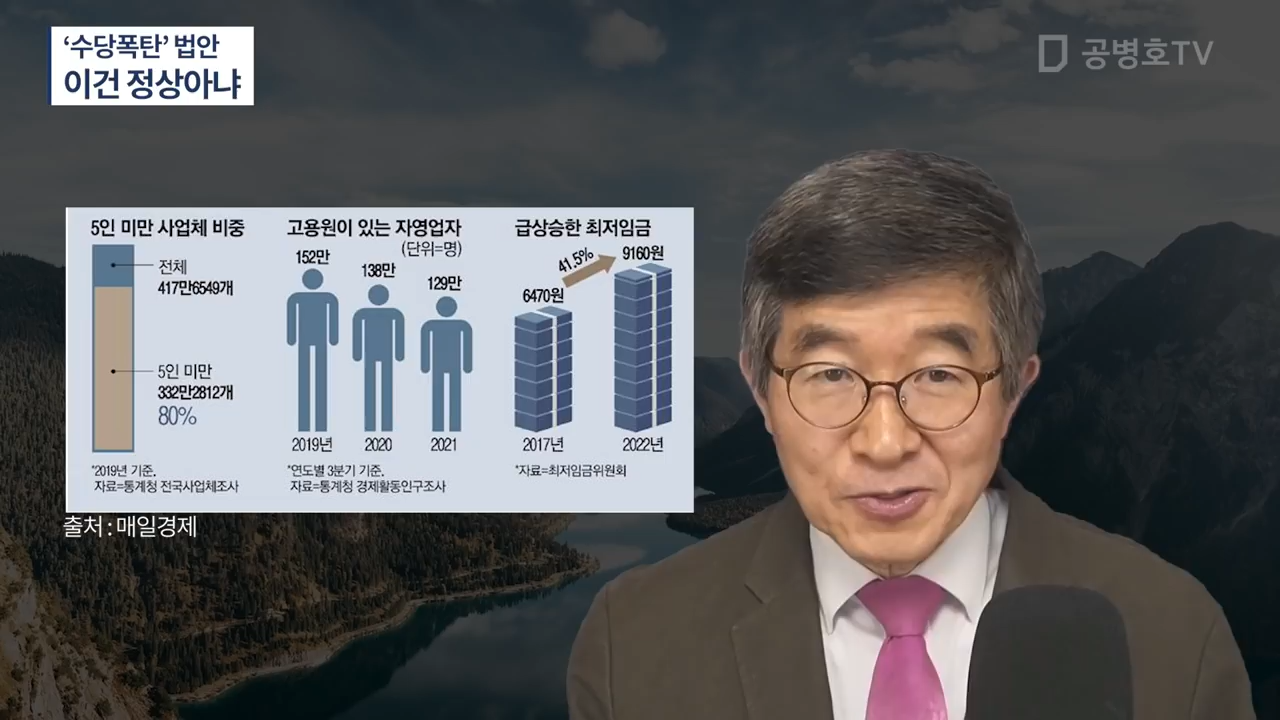 ‘수당폭탄’ 법안
이건 정상아냐
공병호TV
5인 미만 사업체 비중
전체
417만6549개
5인 미만
332만2812개
80%
*2019년 기준.
자료=통계청 전국사업체조사
고용원이 있는 자영업자
(단위=명)
152만
138만
129만
2019년
2020
2021
*연도별 3분기 기준.
자료=통계청 경제활동인구조사
급상승한 최저임금
41.5%
9160원
6470원
2017년
2022년
*자료=최저임금위원회
출처 : 매일경제